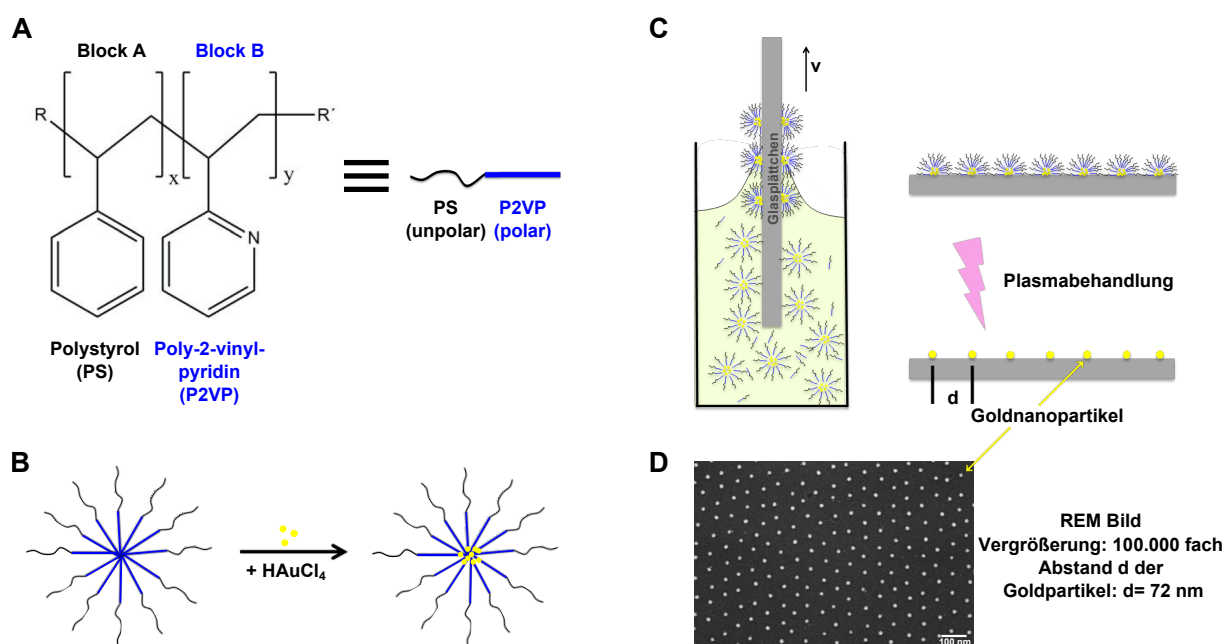 A
Block A
Block B
R
R´
x
y
N
PS
(unpolar)
P2VP
(polar)
Polystyrol
(PS)
Poly-2-vinyl-
pyridin
(P2VP)
B
+ HAuCl4
C
v
Glasplättchen
Plasmabehandlung
d
Goldnanopartikel
D
100 nm
REM Bild
Vergrößerung: 100.000 fach
Abstand d der
Goldpartikel: d= 72 nm